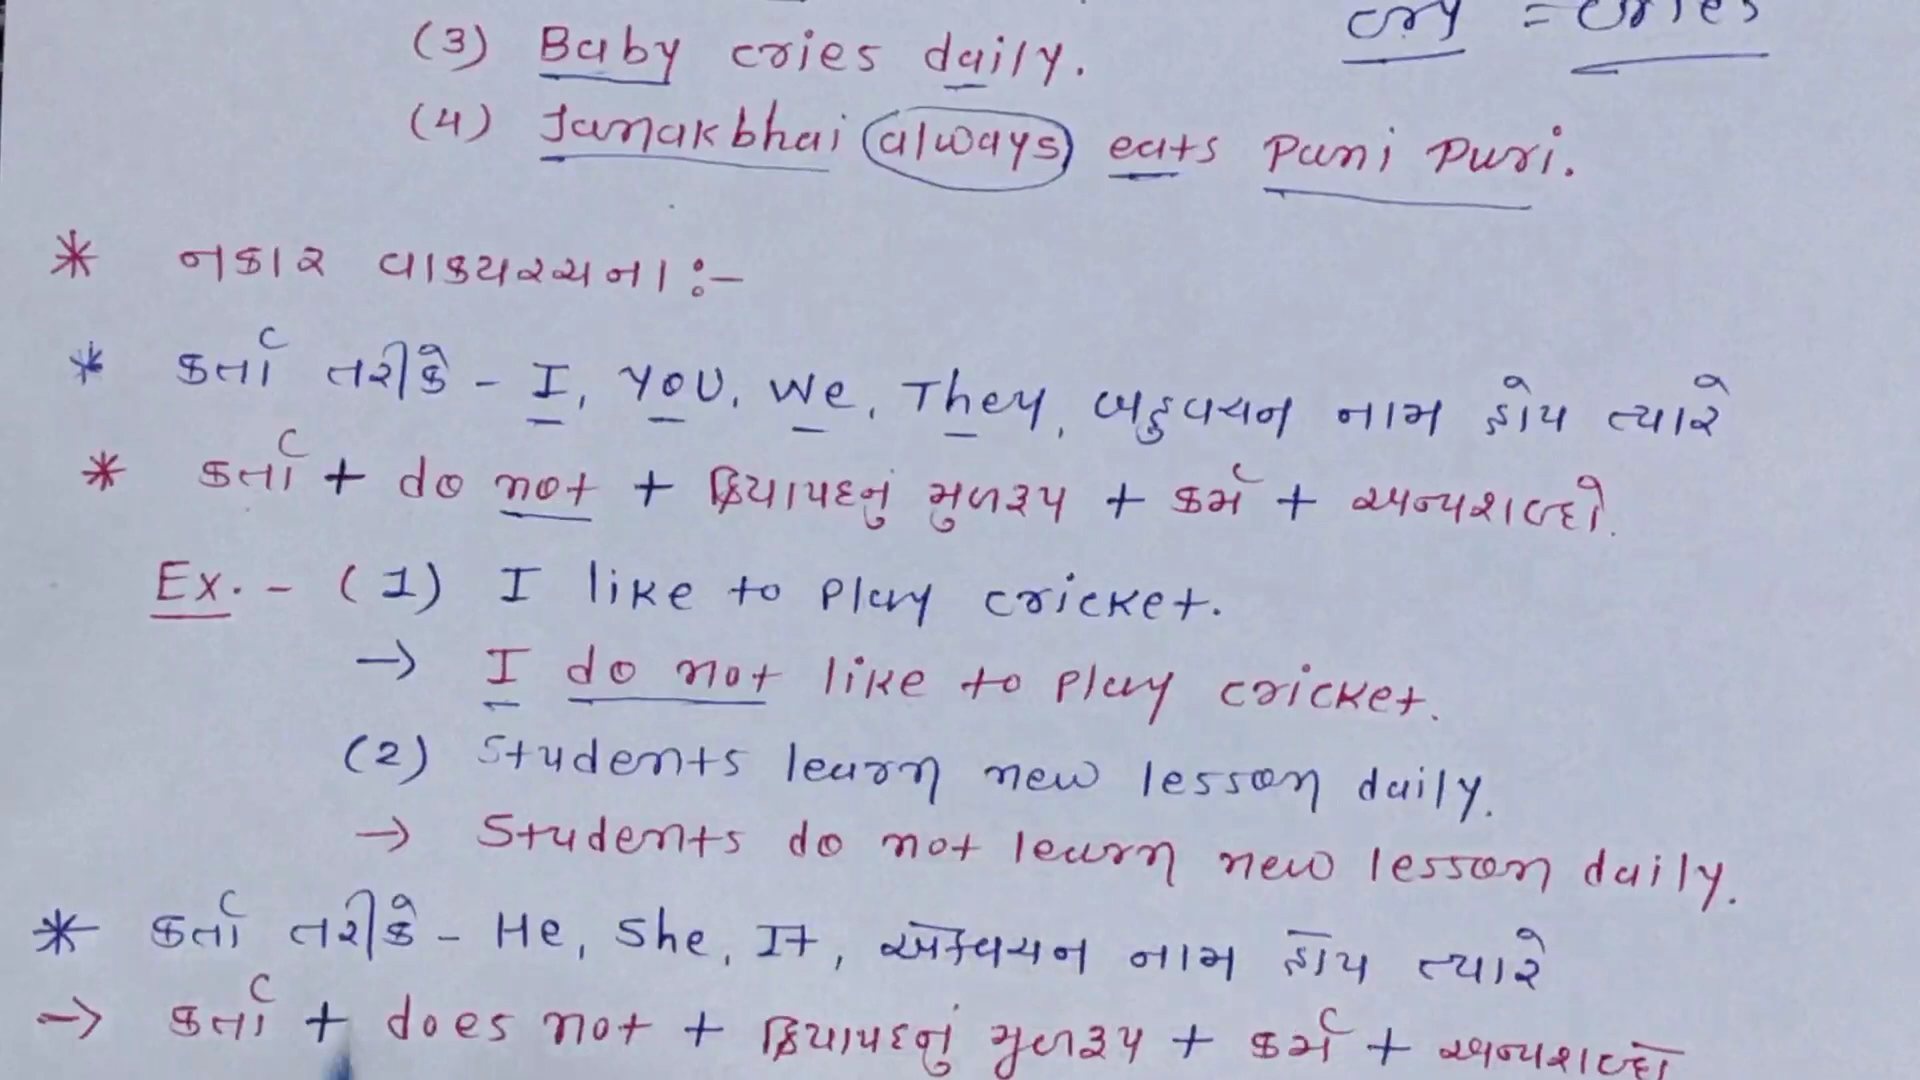 cry = cries
(3) Baby cries daily.
(4) Janakbhai always eats Pani Puri.
* નકાર વાક્યરચના :-
* કર્તા તરીકે - I, YOU, We, They, બહુવચન નામ હોય ત્યારે
* કર્તા + do not + ક્રિયાપદનું મુળરૂપ + કર્મ + અન્યશબ્દો.
Ex. - (1) I like to play cricket.
→ I do not like to play cricket.
(2) Students learn new lesson daily.
→ Students do not learn new lesson daily.
* કર્તા તરીકે - He, She, It, એકવચન નામ હોય ત્યારે
→ કર્તા + does not + ક્રિયાપદનું મૂળરૂપ + કર્મ + અન્યશબ્દો